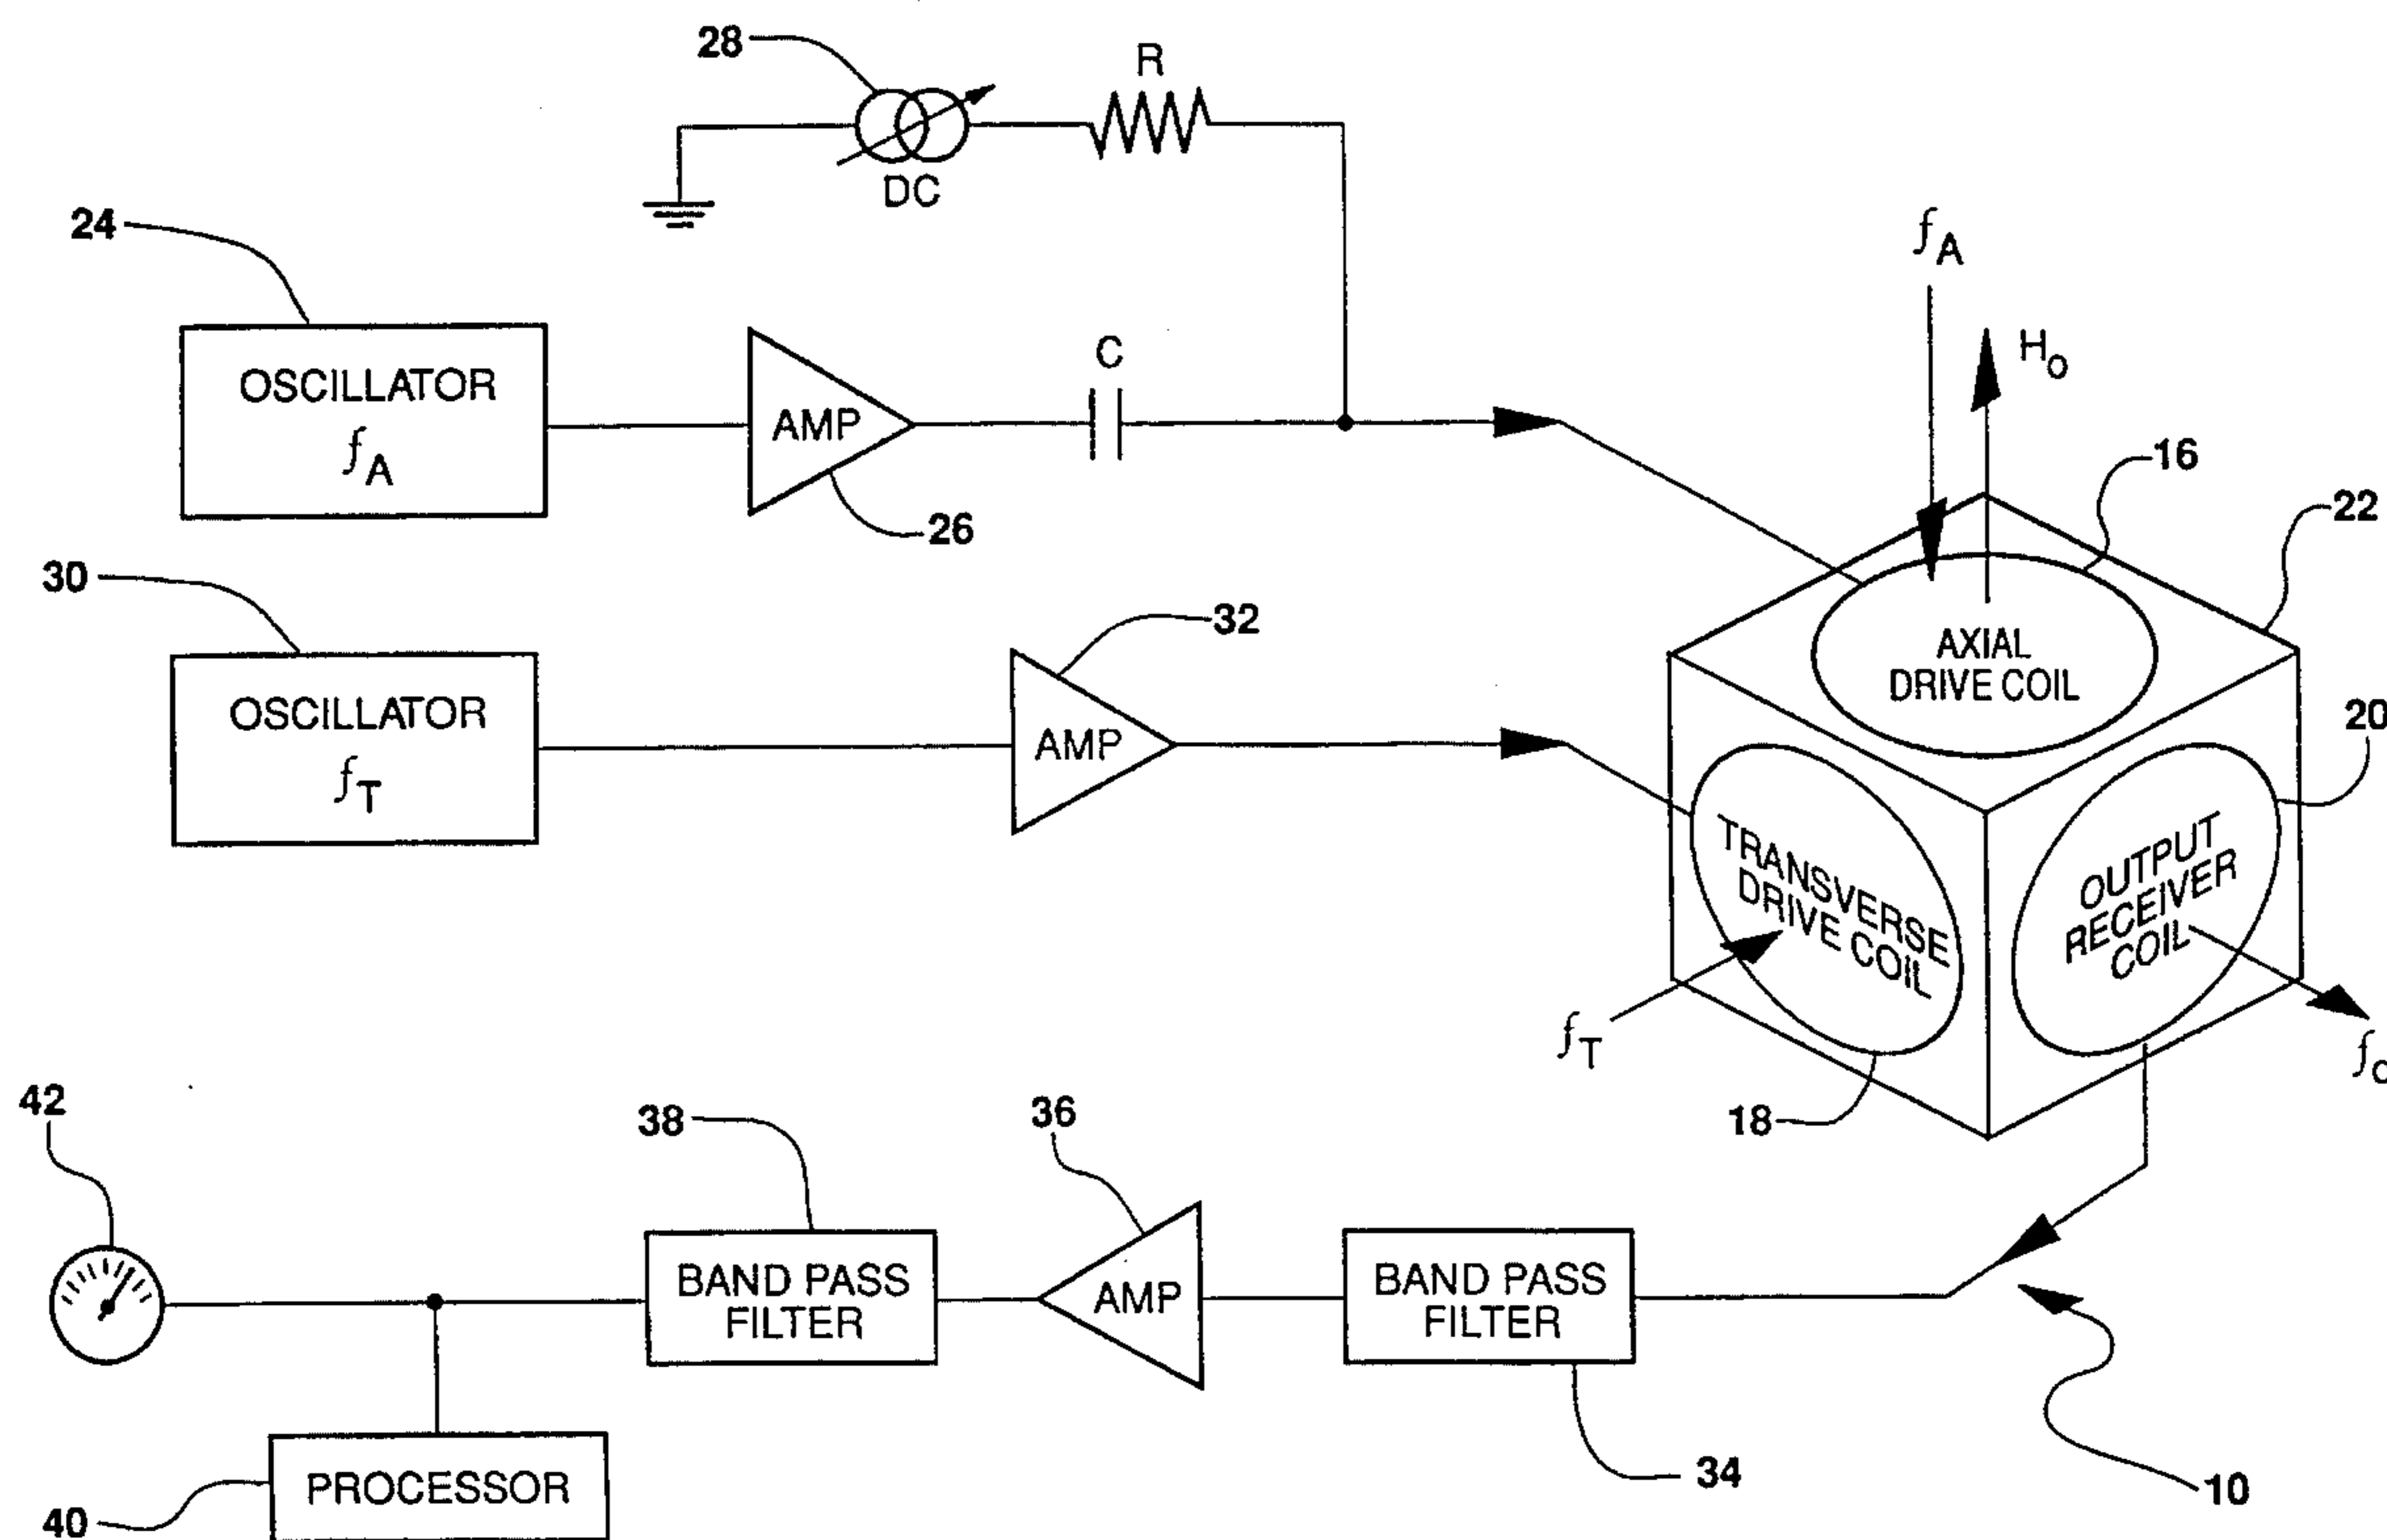 28
R
DC
24
OSCILLATOR
fA
AMP
26
C
fA
Ho
16
22
AXIAL
DRIVE COIL
30
OSCILLATOR
fT
32
AMP
20
TRANSVERSE
DRIVE COIL
OUTPUT
RECEIVER
COIL
fT
fo
18
42
38
BAND PASS
FILTER
36
AMP
BAND PASS
FILTER
34
10
PROCESSOR
40